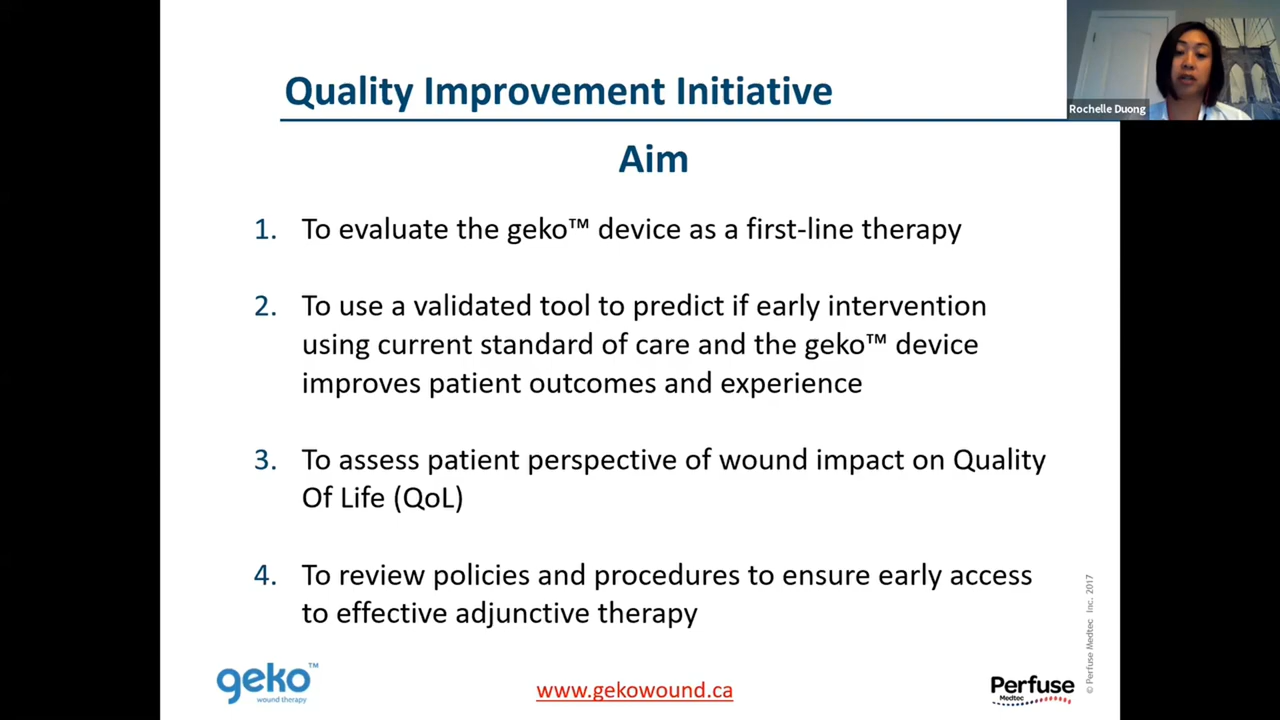 Quality Improvement Initiative
Rochelle Duong
Aim
1. To evaluate the geko™ device as a first-line therapy
2. To use a validated tool to predict if early intervention
using current standard of care and the geko™ device
improves patient outcomes and experience
3. To assess patient perspective of wound impact on Quality
Of Life (QoL)
4. To review policies and procedures to ensure early access
to effective adjunctive therapy
geko™
wound therapy
www.gekowound.ca
Perfuse
Medtec
© Perfuse Medtec Inc. 2017